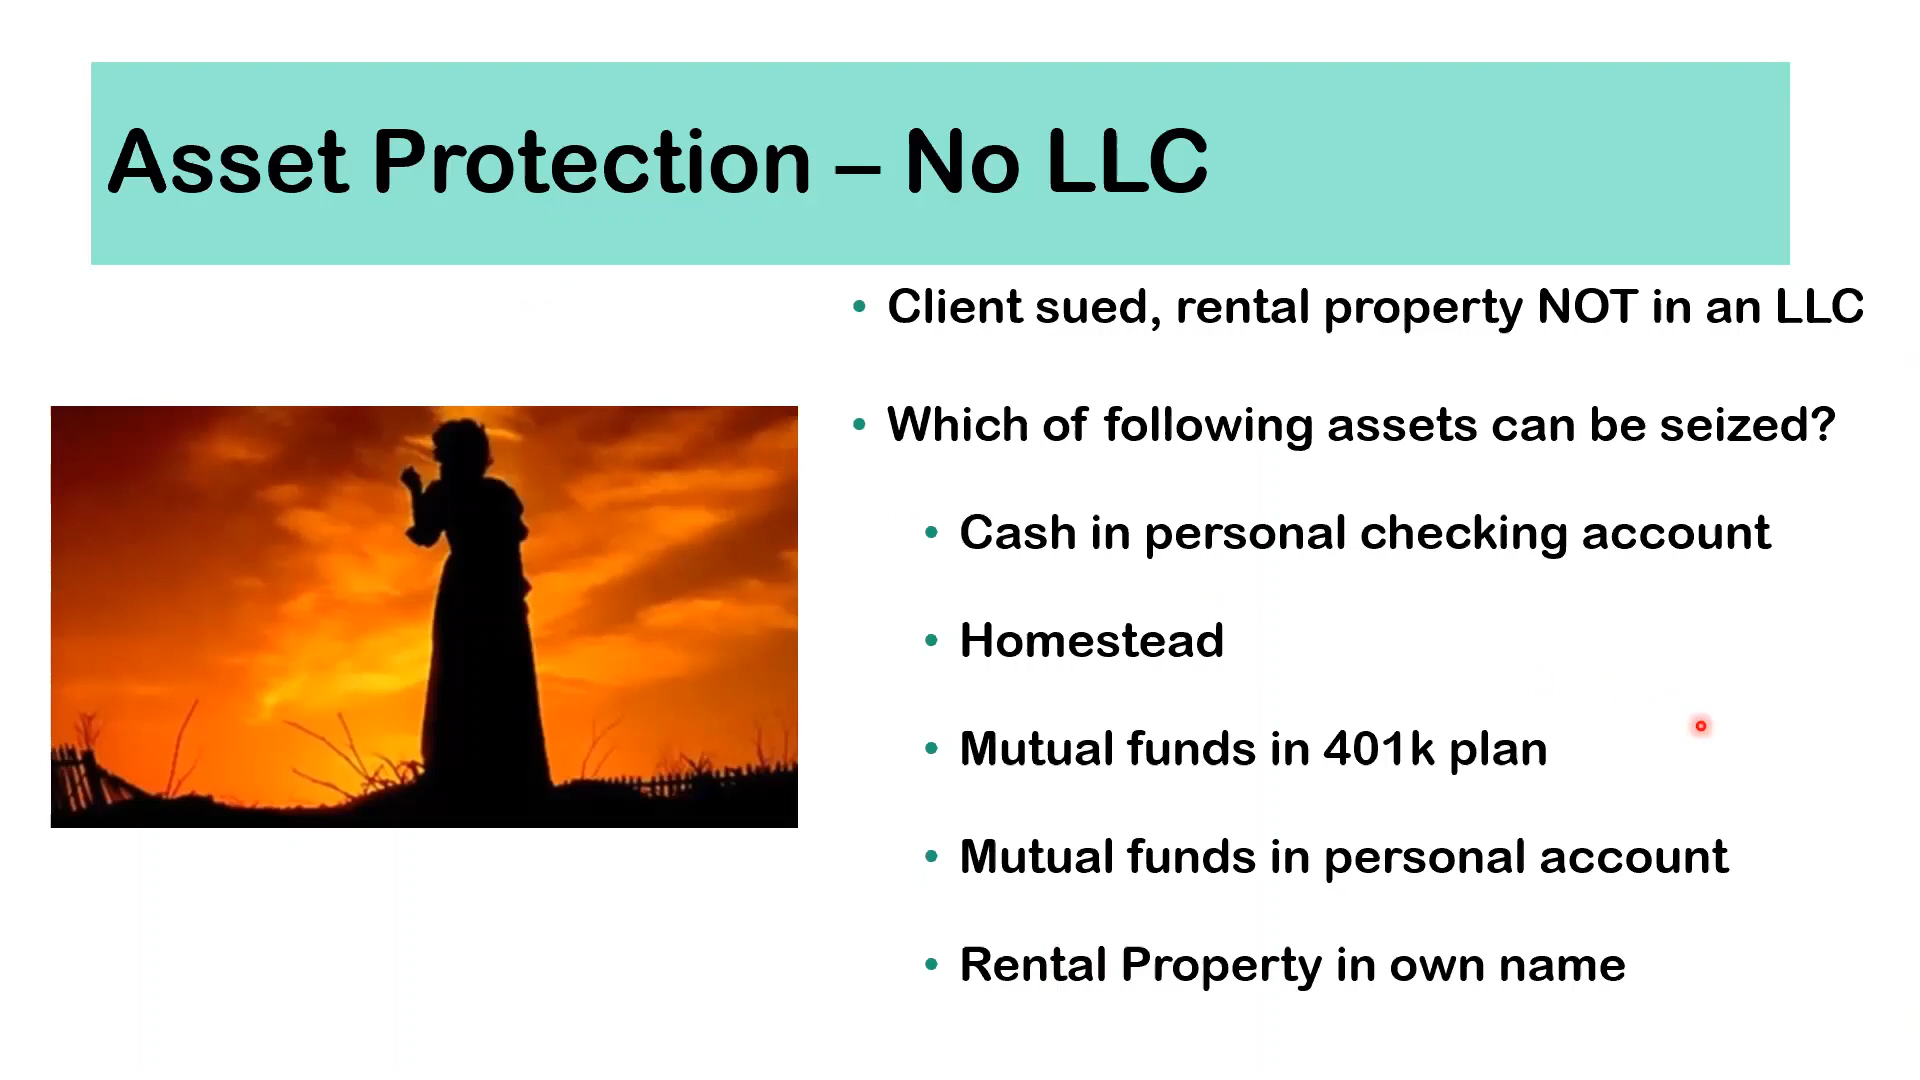 Asset Protection – No LLC
• Client sued, rental property NOT in an LLC
• Which of following assets can be seized?
• Cash in personal checking account
• Homestead
• Mutual funds in 401k plan
• Mutual funds in personal account
• Rental Property in own name